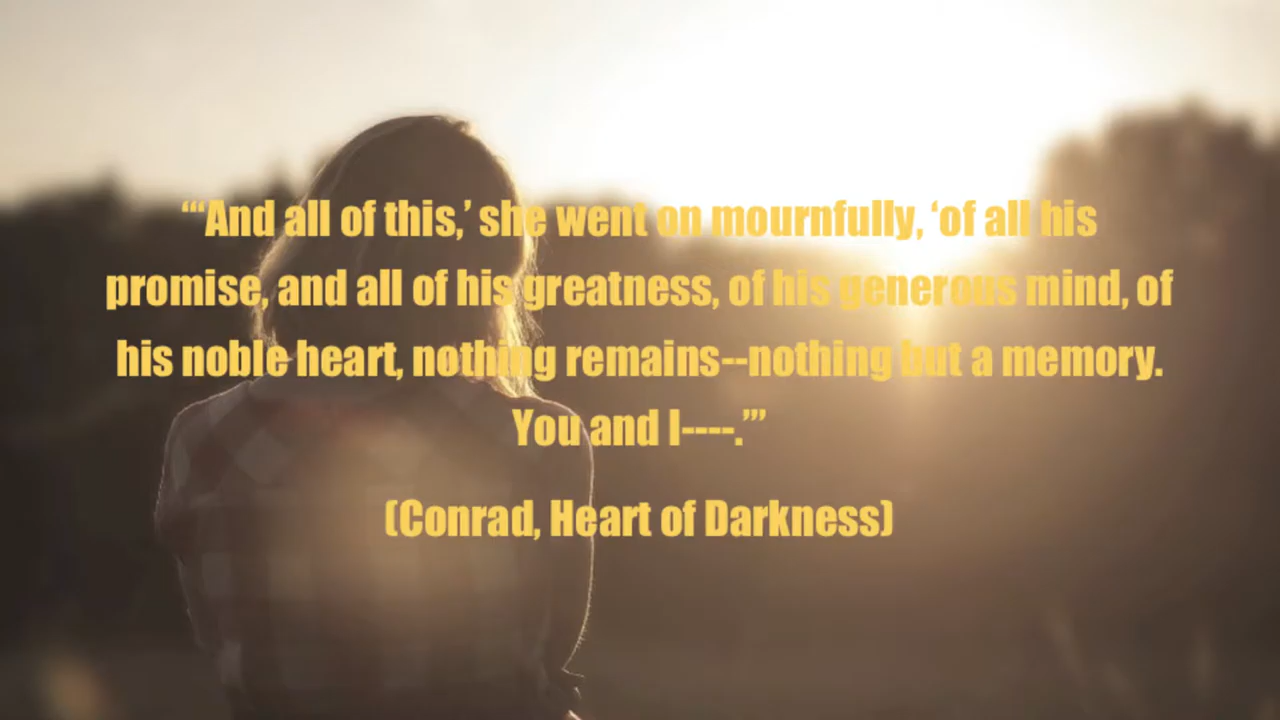 “‘And all of this,’ she went on mournfully, ‘of all his
promise, and all of his greatness, of his generous mind, of
his noble heart, nothing remains--nothing but a memory.
You and I----.’”
(Conrad, Heart of Darkness)